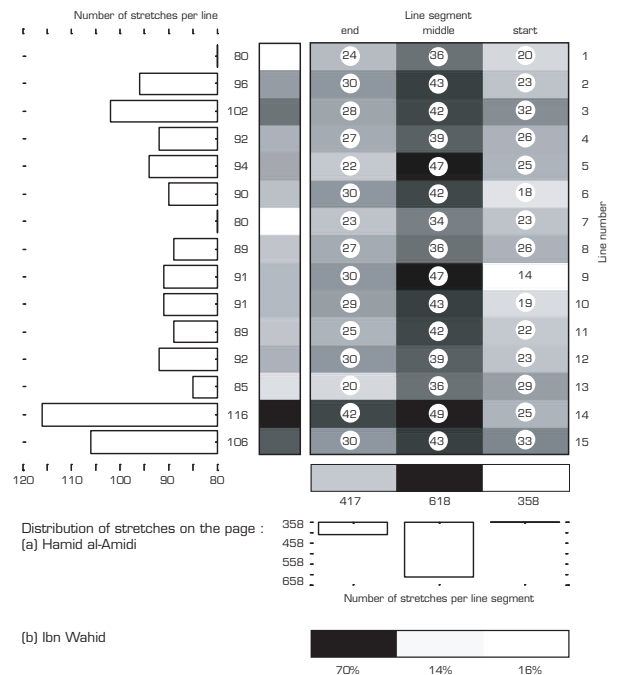 Number of stretches per line
Line segment
end middle start
80 24 36 20 1
96 30 43 23 2
102 28 42 32 3
92 27 39 26 4
94 22 47 25 5
90 30 42 18 6
80 23 34 23 7
89 27 36 26 8
91 30 47 14 9
91 29 43 19 10
89 25 42 22 11
92 30 39 23 12
85 20 36 29 13
116 42 49 25 14
106 30 43 33 15
Line number
120 110 100 90 80
417 618 358
Distribution of stretches on the page :
(a) Hamid al-Amidi
358
458
558
658
Number of stretches per line segment
(b) Ibn Wahid
70% 14% 16%